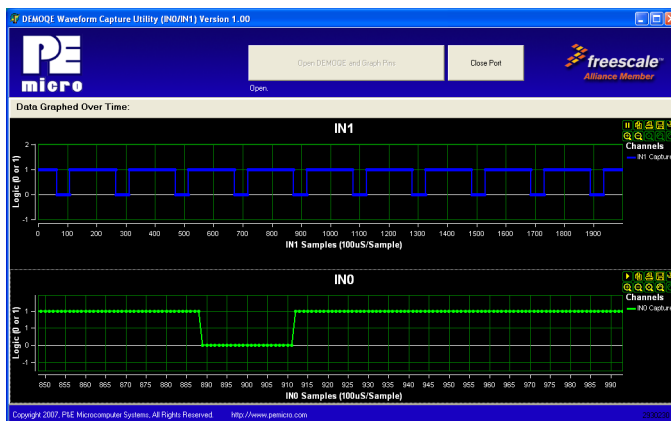 DEMOQE Waveform Capture Utility (IN0/IN1) Version 1.00
PE
micro
Open DEMOQE and Graph Pins
Close Port
freescale™
Alliance Member
Open.
Data Graphed Over Time:
IN1
Channels
IN1 Capture
Logic (0 or 1)
2
1
0
-1
0 100 200 300 400 500 600 700 800 900 1000 1100 1200 1300 1400 1500 1600 1700 1800 1900
IN1 Samples (100uS/Sample)
IN0
Channels
IN0 Capture
Logic (0 or 1)
1
1
0
-1
850 855 860 865 870 875 880 885 890 895 900 905 910 915 920 925 930 935 940 945 950 955 960 965 970 975 980 985 990
IN0 Samples (100uS/Sample)
Copyright 2007, P&E Microcomputer Systems, All Rights Reserved. http://www.pemicro.com